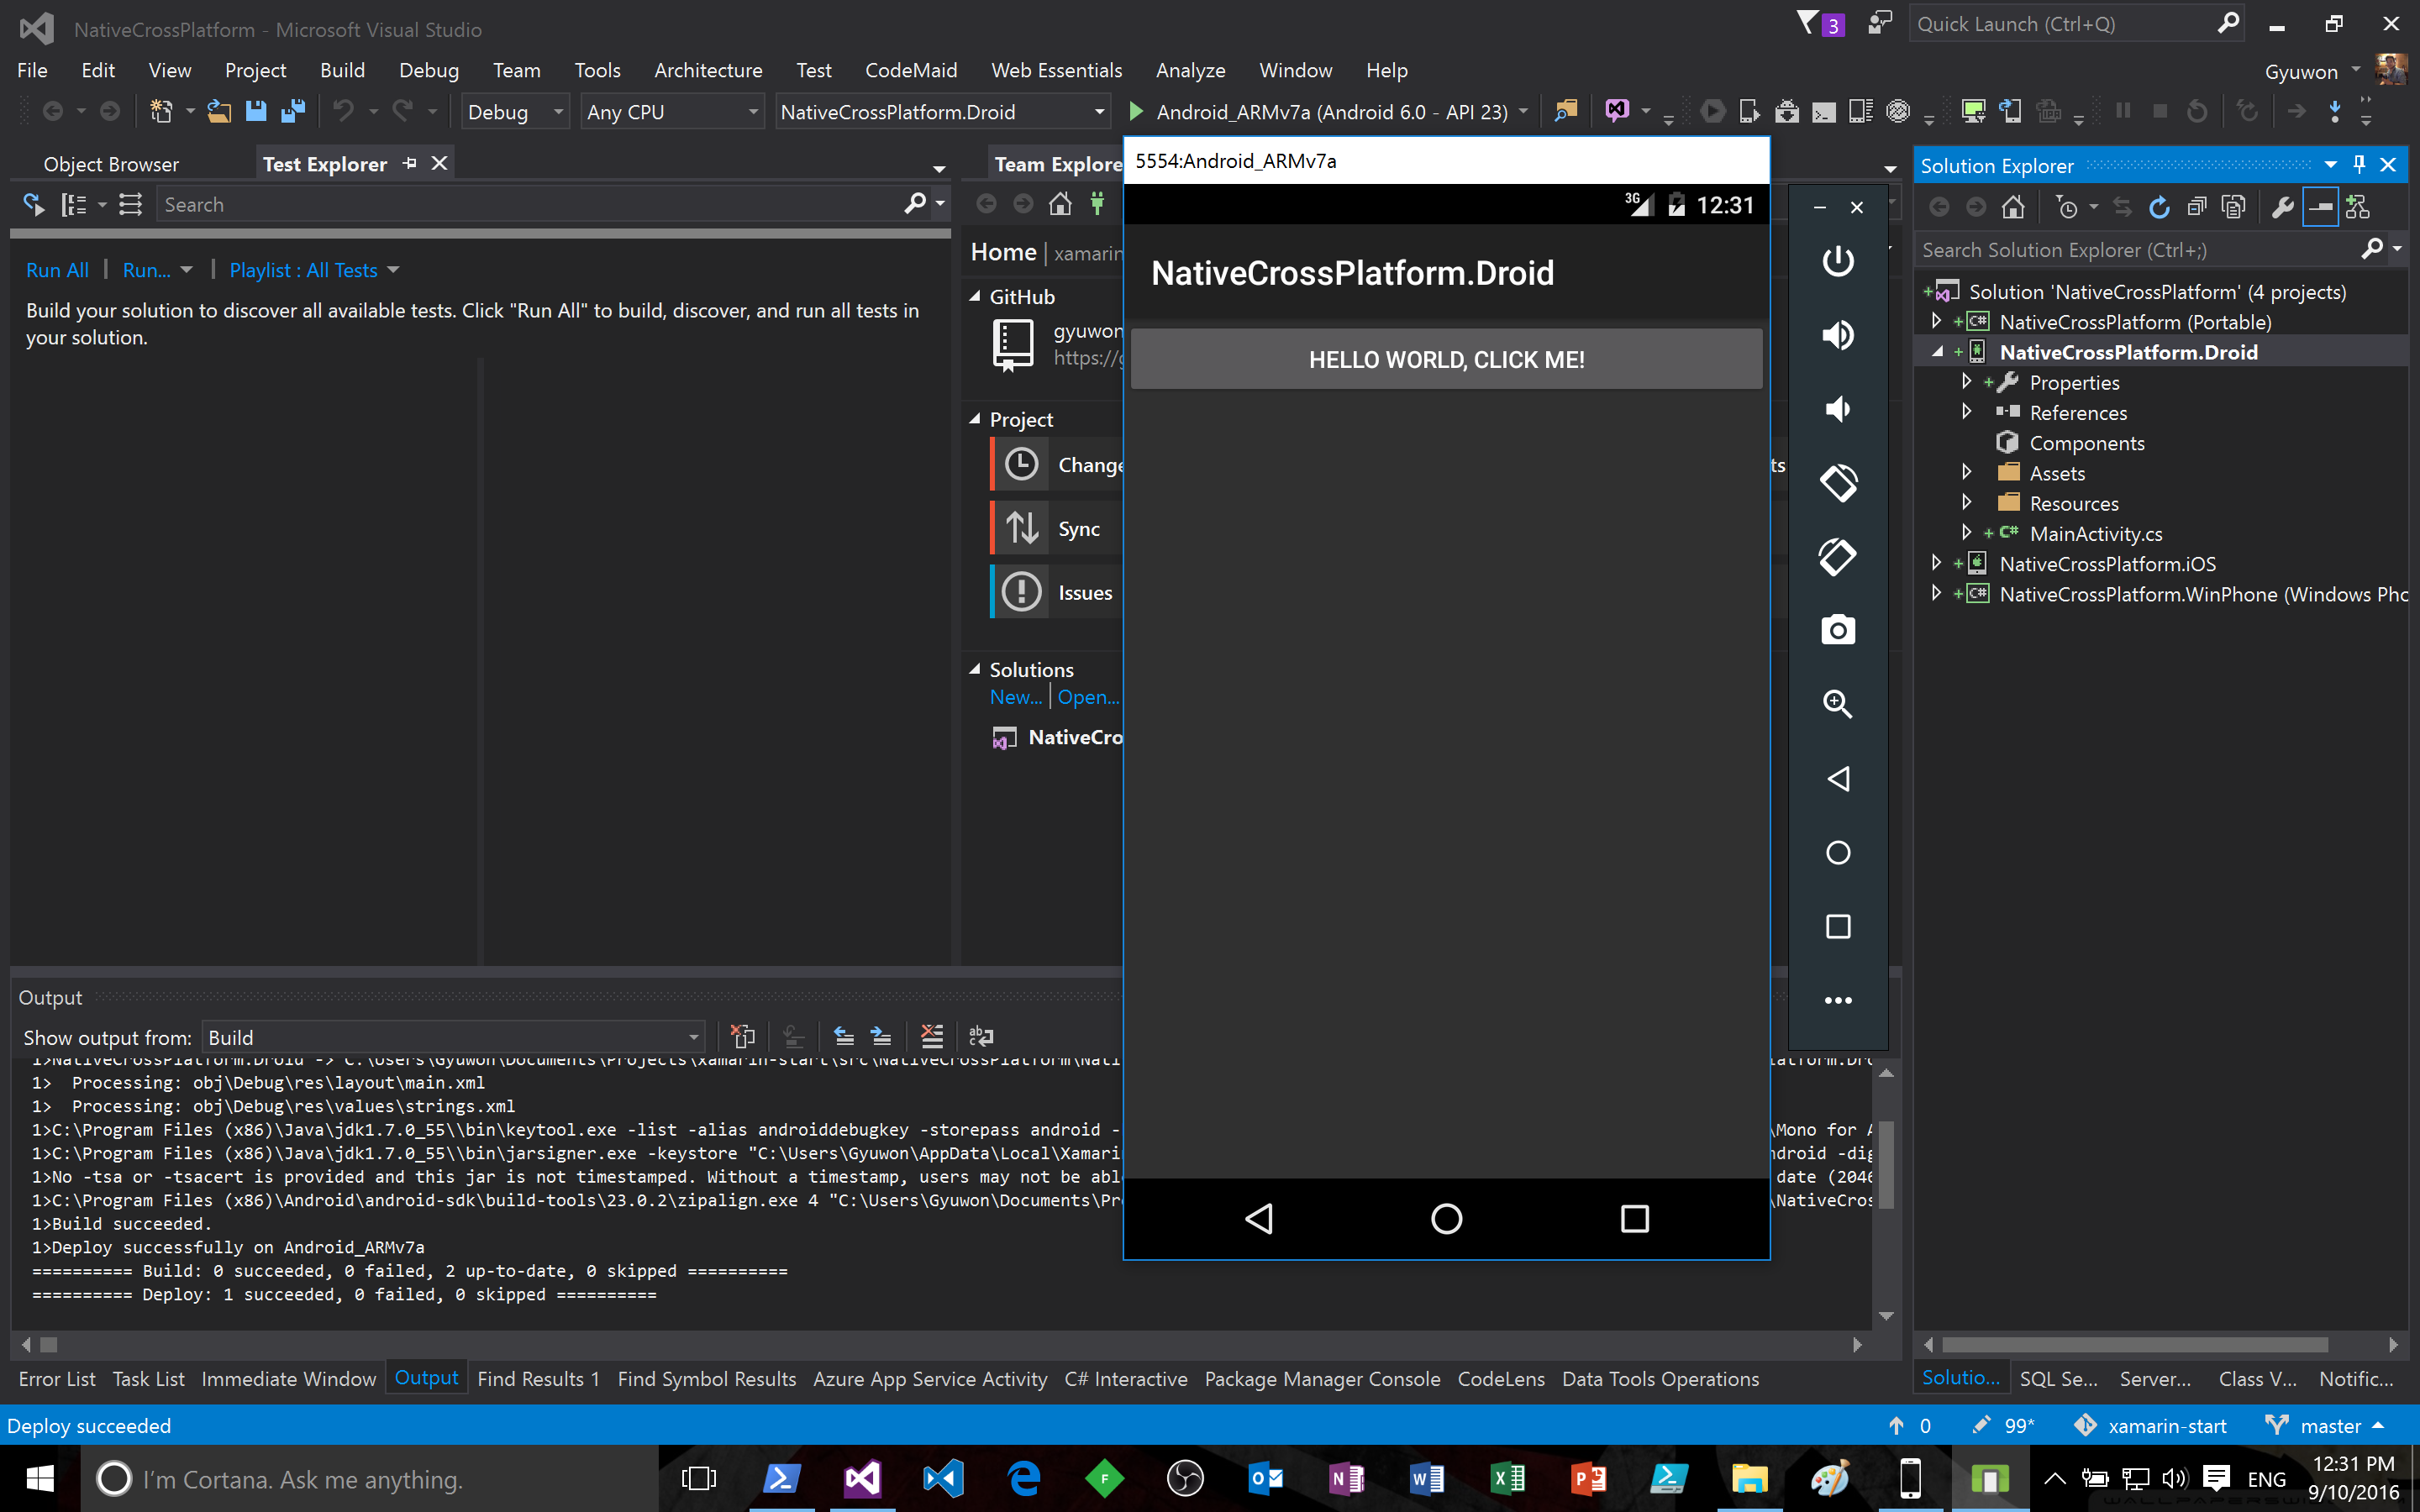 NativeCrossPlatform - Microsoft Visual Studio
3
Quick Launch (Ctrl+Q)
File Edit View Project Build Debug Team Tools Architecture Test CodeMaid Web Essentials Analyze Window Help
Gyuwon
Debug Any CPU NativeCrossPlatform.Droid Android_ARMv7a (Android 6.0 - API 23)
Object Browser Test Explorer
Search
Run All Run... Playlist : All Tests
Build your solution to discover all available tests. Click "Run All" to build, discover, and run all tests in
your solution.
Team Explore
Home xamarin
GitHub
gyuwon
https://g
Project
Change
ts
Sync
Issues
Solutions
New... Open...
NativeCro
5554:Android_ARMv7a
3G 12:31
NativeCrossPlatform.Droid
HELLO WORLD, CLICK ME!
Solution Explorer
Search Solution Explorer (Ctrl+;)
Solution 'NativeCrossPlatform' (4 projects)
C# NativeCrossPlatform (Portable)
NativeCrossPlatform.Droid
Properties
References
Components
Assets
Resources
C# MainActivity.cs
NativeCrossPlatform.iOS
C# NativeCrossPlatform.WinPhone (Windows Pho
Output
Show output from: Build
1>NativeCrossPlatform.Droid -> C:\Users\Gyuwon\Documents\Projects\xamarin-start\src\NativeCrossPlatform\Nati atform.Dro
1>  Processing: obj\Debug\res\layout\main.xml
1>  Processing: obj\Debug\res\values\strings.xml
1>C:\Program Files (x86)\Java\jdk1.7.0_55\\bin\keytool.exe -list -alias androiddebugkey -storepass android - \Mono for A
1>C:\Program Files (x86)\Java\jdk1.7.0_55\\bin\jarsigner.exe -keystore "C:\Users\Gyuwon\AppData\Local\Xamari ndroid -dig
1>No -tsa or -tsacert is provided and this jar is not timestamped. Without a timestamp, users may not be abl date (2046
1>C:\Program Files (x86)\Android\android-sdk\build-tools\23.0.2\zipalign.exe 4 "C:\Users\Gyuwon\Documents\Pr \NativeCros
1>Build succeeded.
1>Deploy successfully on Android_ARMv7a
========== Build: 0 succeeded, 0 failed, 2 up-to-date, 0 skipped ==========
========== Deploy: 1 succeeded, 0 failed, 0 skipped ==========
Error List Task List Immediate Window Output Find Results 1 Find Symbol Results Azure App Service Activity C# Interactive Package Manager Console CodeLens Data Tools Operations
Solutio... SQL Se... Server... Class V... Notific...
Deploy succeeded
0 99* xamarin-start master
I'm Cortana. Ask me anything.
ENG
12:31 PM
9/10/2016